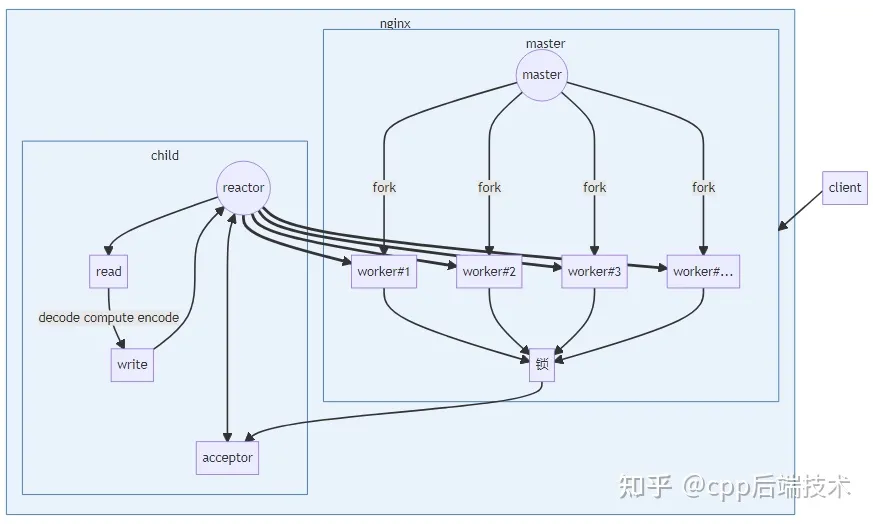 nginx
master
master
child
reactor
fork
fork
fork
fork
client
read
worker#1
worker#2
worker#3
worker#...
decode compute encode
write
锁
acceptor
知乎 @cpp后端技术